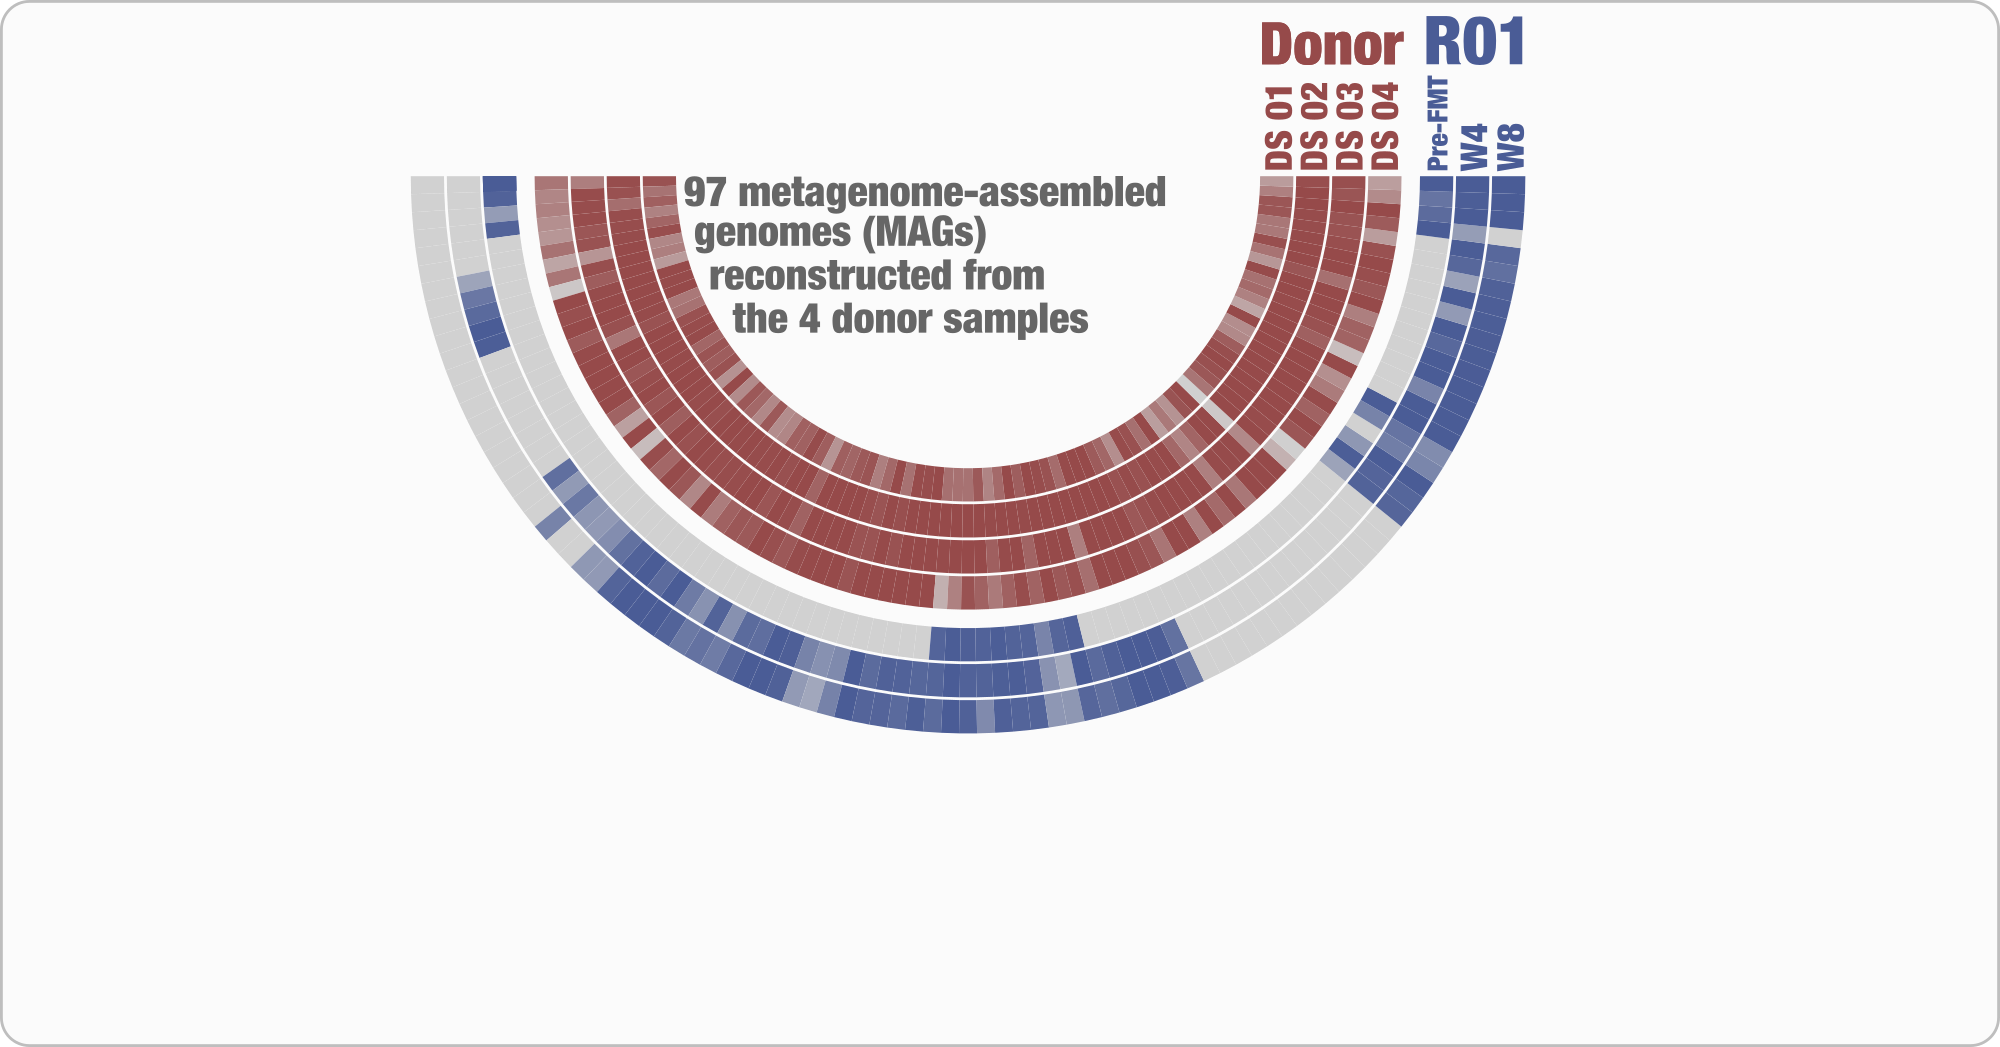 Donor R01
DS 01
DS 02
DS 03
DS 04
Pre-FMT
W4
W8
97 metagenome-assembled
genomes (MAGs)
reconstructed from
the 4 donor samples